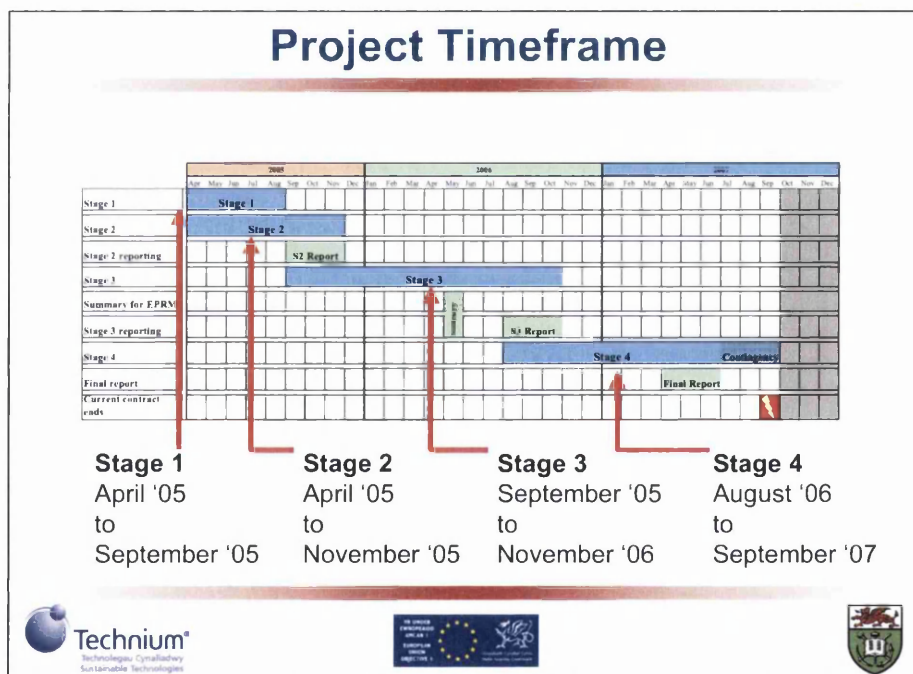 Project Timeframe
2005 2006
Apr May Jun Jul Aug Sep Oct Nov Dec Jan Feb Mar Apr May Jun Jul Aug Sep Oct Nov Dec Jan Feb Mar Apr May Jun Jul Aug Sep Oct Nov Dec
Stage 1 Stage 1
Stage 2 Stage 2
Stage 2 reporting S2 Report
Stage 3 Stage 3
Summary for EPRM
Stage 3 reporting S3 Report
Stage 4 Stage 4 Contingency
Final report Final Report
Current contract
ends
Stage 1
April ‘05
to
September ‘05
Stage 2
April ‘05
to
November ‘05
Stage 3
September ‘05
to
November ‘06
Stage 4
August ‘06
to
September ‘07
Technium®
Technolegau Cynaliadwy
Sustainable Technologies
EUROPEAN
UNION
OBJECTIVE 1